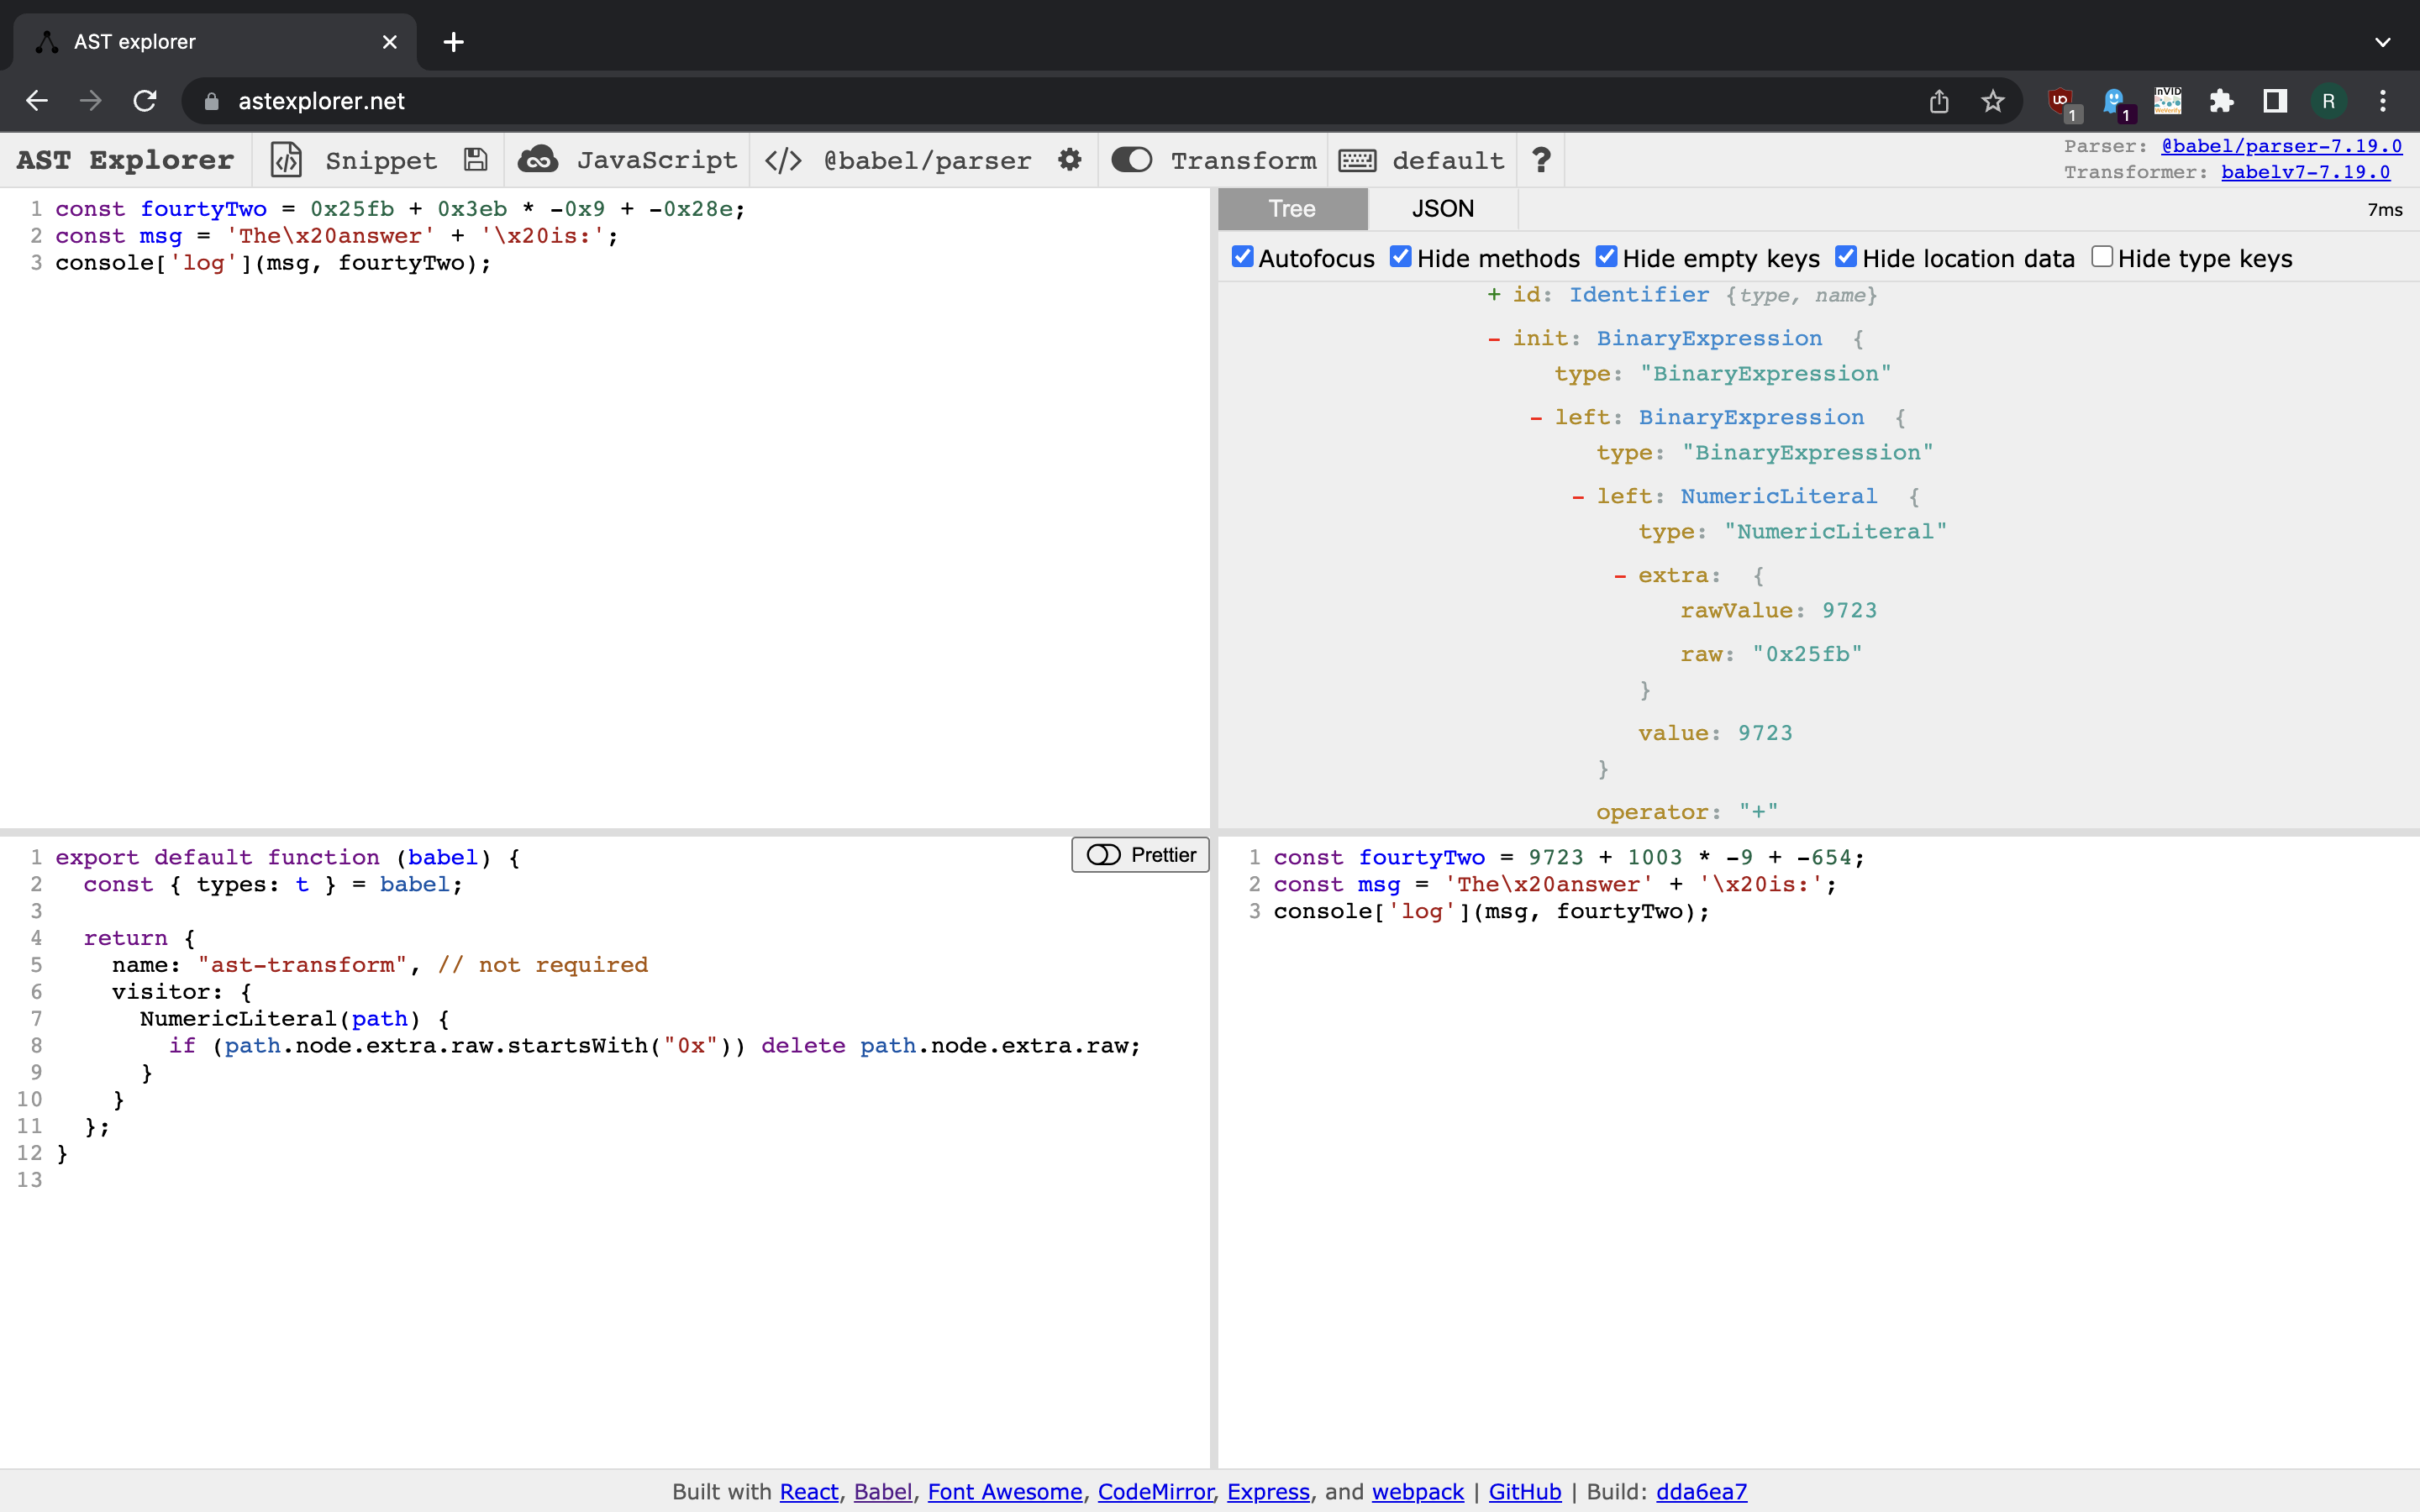 AST explorer
astexplorer.net
1
1
InVID
WeVerify
R
AST Explorer Snippet JavaScript </> @babel/parser Transform default ?
Parser: @babel/parser-7.19.0
Transformer: babelv7-7.19.0
1 const fourtyTwo = 0x25fb + 0x3eb * -0x9 + -0x28e;
2 const msg = 'The\x20answer' + '\x20is:';
3 console['log'](msg, fourtyTwo);
Tree JSON 7ms
Autofocus Hide methods Hide empty keys Hide location data Hide type keys
+ id: Identifier {type, name}
- init: BinaryExpression {
type: "BinaryExpression"
- left: BinaryExpression {
type: "BinaryExpression"
- left: NumericLiteral {
type: "NumericLiteral"
- extra: {
rawValue: 9723
raw: "0x25fb"
}
value: 9723
}
operator: "+"
Prettier
1 export default function (babel) {
2 const { types: t } = babel;
3
4 return {
5 name: "ast-transform", // not required
6 visitor: {
7 NumericLiteral(path) {
8 if (path.node.extra.raw.startsWith("0x")) delete path.node.extra.raw;
9 }
10 }
11 };
12 }
13
1 const fourtyTwo = 9723 + 1003 * -9 + -654;
2 const msg = 'The\x20answer' + '\x20is:';
3 console['log'](msg, fourtyTwo);
Built with React, Babel, Font Awesome, CodeMirror, Express, and webpack | GitHub | Build: dda6ea7